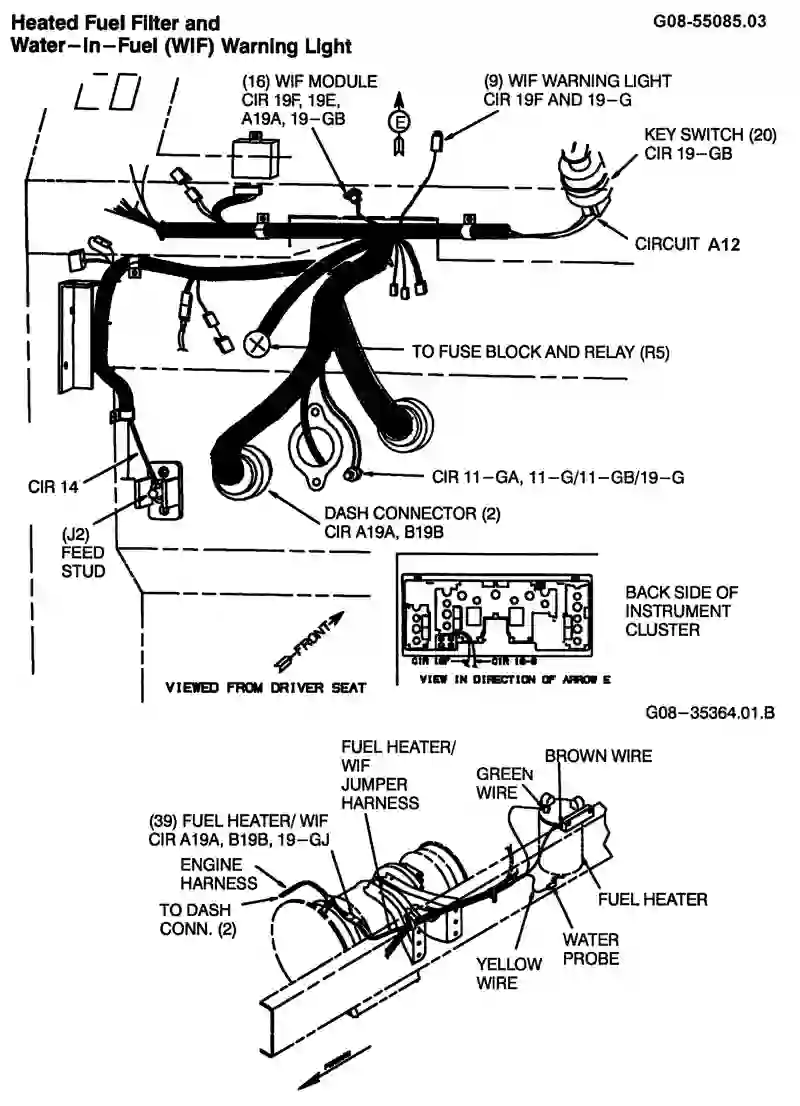 Heated Fuel Filter and
Water-In-Fuel (WIF) Warning Light
G08-55085.03
(16) WIF MODULE
CIR 19F, 19E,
A19A, 19-GB
E
(9) WIF WARNING LIGHT
CIR 19F AND 19-G
KEY SWITCH (20)
CIR 19-GB
CIRCUIT A12
TO FUSE BLOCK AND RELAY (R5)
CIR 14
CIR 11-GA, 11-G/11-GB/19-G
DASH CONNECTOR (2)
CIR A19A, B19B
(J2)
FEED
STUD
BACK SIDE OF
INSTRUMENT
CLUSTER
FRONT
CIR 19F
CIR 19-G
VIEWED FROM DRIVER SEAT
VIEW IN DIRECTION OF ARROW E
G08-35364.01.B
FUEL HEATER/
WIF
JUMPER
HARNESS
BROWN WIRE
GREEN
WIRE
(39) FUEL HEATER/ WIF
CIR A19A, B19B, 19-GJ
ENGINE
HARNESS
TO DASH
CONN. (2)
FUEL HEATER
WATER
PROBE
YELLOW
WIRE